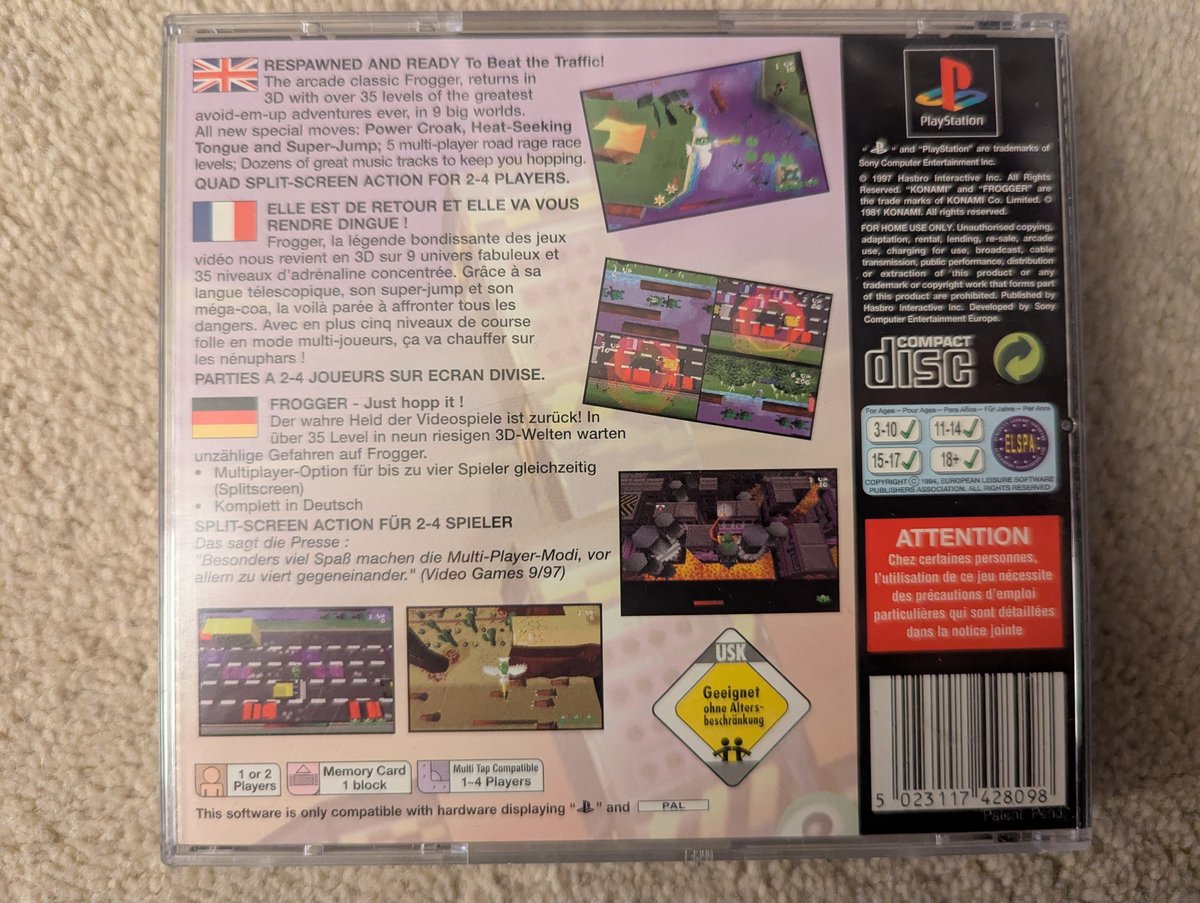 RESPAWNED AND READY To Beat the Traffic!
The arcade classic Frogger, returns in
3D with over 35 levels of the greatest
avoid-em-up adventures ever, in 9 big worlds.
All new special moves: Power Croak, Heat-Seeking
Tongue and Super-Jump; 5 multi-player road rage race
levels; Dozens of great music tracks to keep you hopping.
QUAD SPLIT-SCREEN ACTION FOR 2-4 PLAYERS.
ELLE EST DE RETOUR ET ELLE VA VOUS
RENDRE DINGUE !
Frogger, la légende bondissante des jeux
vidéo nous revient en 3D sur 9 univers fabuleux et
35 niveaux d'adrénaline concentrée. Grâce à sa
langue télescopique, son super-jump et son
méga-coa, la voilà parée à affronter tous les
dangers. Avec en plus cinq niveaux de course
folle en mode multi-joueurs, ça va chauffer sur
les nénuphars !
PARTIES A 2-4 JOUEURS SUR ECRAN DIVISE.
FROGGER - Just hopp it !
Der wahre Held der Videospiele ist zurück! In
über 35 Level in neun riesigen 3D-Welten warten
unzählige Gefahren auf Frogger.
• Multiplayer-Option für bis zu vier Spieler gleichzeitig
(Splitscreen)
• Komplett in Deutsch
SPLIT-SCREEN ACTION FÜR 2-4 SPIELER
Das sagt die Presse :
"Besonders viel Spaß machen die Multi-Player-Modi, vor
allem zu viert gegeneinander." (Video Games 9/97)
USK
Geeignet
ohne Alters-
beschränkung
1 or 2
Players
Memory Card
1 block
Multi Tap Compatible
1~4 Players
This software is only compatible with hardware displaying " " and PAL
PlayStation
" " and "PlayStation" are trademarks of
Sony Computer Entertainment Inc.
© 1997 Hasbro Interactive Inc. All Rights
Reserved. "KONAMI" and "FROGGER" are
the trade marks of KONAMI Co. Limited. ©
1981 KONAMI. All rights reserved.
FOR HOME USE ONLY. Unauthorised copying,
adaptation, rental, lending, re-sale, arcade
use, charging for use, broadcast, cable
transmission, public performance, distribution
or extraction of this product or any
trademark or copyright work that forms part
of this product are prohibited. Published by
Hasbro Interactive Inc. Developed by Sony
Computer Entertainment Europe.
COMPACT
disc
For Ages – Pour Ages – Para Años – Für Jahre – Per Anni
3-10
11-14
15-17
18+
ELSPA
COPYRIGHT © 1994, EUROPEAN LEISURE SOFTWARE
PUBLISHERS ASSOCIATION. ALL RIGHTS RESERVED
ATTENTION
Chez certaines personnes,
l'utilisation de ce jeu nécessite
des précautions d'emploi
particulières qui sont détaillées
dans la notice jointe
5 023117 428098